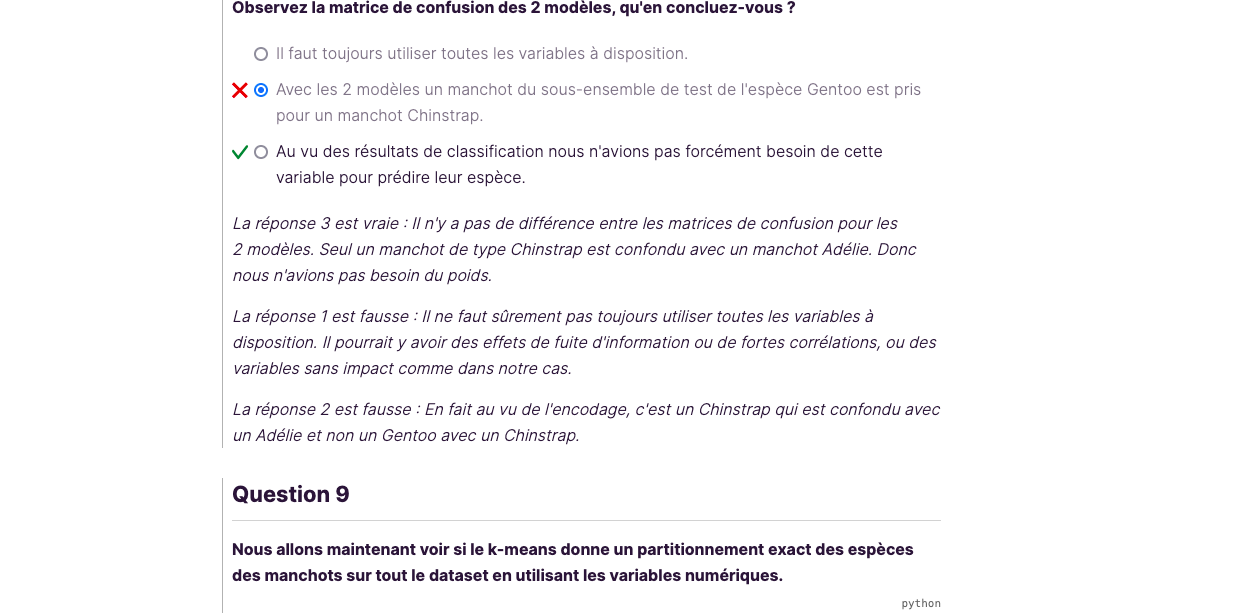 Observez la matrice de confusion des 2 modèles, qu'en concluez-vous ?
Il faut toujours utiliser toutes les variables à disposition.
Avec les 2 modèles un manchot du sous-ensemble de test de l'espèce Gentoo est pris
pour un manchot Chinstrap.
Au vu des résultats de classification nous n'avions pas forcément besoin de cette
variable pour prédire leur espèce.
La réponse 3 est vraie : Il n'y a pas de différence entre les matrices de confusion pour les
2 modèles. Seul un manchot de type Chinstrap est confondu avec un manchot Adélie. Donc
nous n'avions pas besoin du poids.
La réponse 1 est fausse : Il ne faut sûrement pas toujours utiliser toutes les variables à
disposition. Il pourrait y avoir des effets de fuite d'information ou de fortes corrélations, ou des
variables sans impact comme dans notre cas.
La réponse 2 est fausse : En fait au vu de l'encodage, c'est un Chinstrap qui est confondu avec
un Adélie et non un Gentoo avec un Chinstrap.
Question 9
Nous allons maintenant voir si le k-means donne un partitionnement exact des espèces
des manchots sur tout le dataset en utilisant les variables numériques.
python